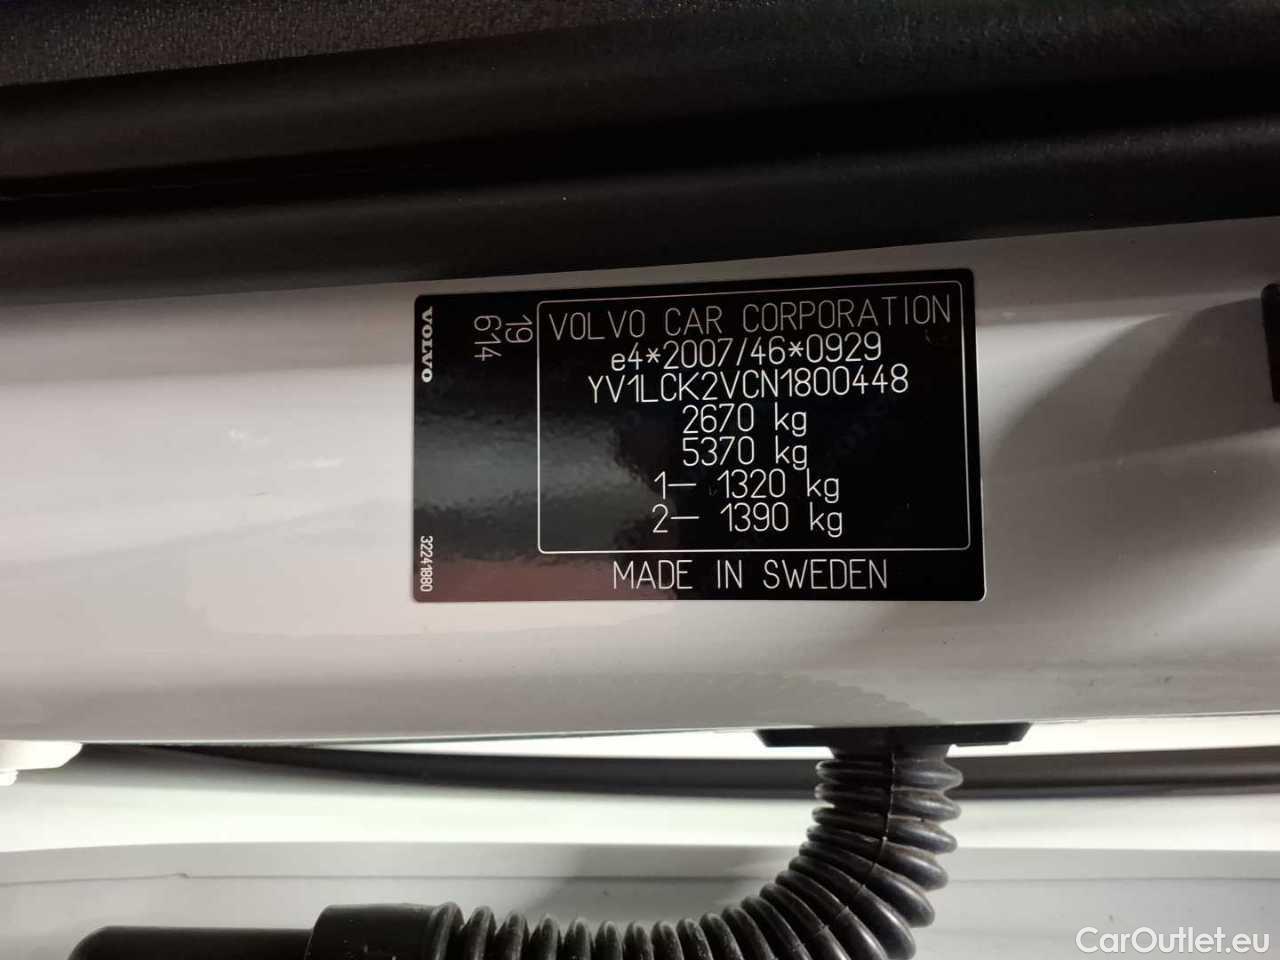 VOLVO
19
614
32241880
VOLVO CAR CORPORATION
e4*2007/46*0929
YV1LCK2VCN1800448
2670 kg
5370 kg
1– 1320 kg
2– 1390 kg
MADE IN SWEDEN
CarOutlet.eu